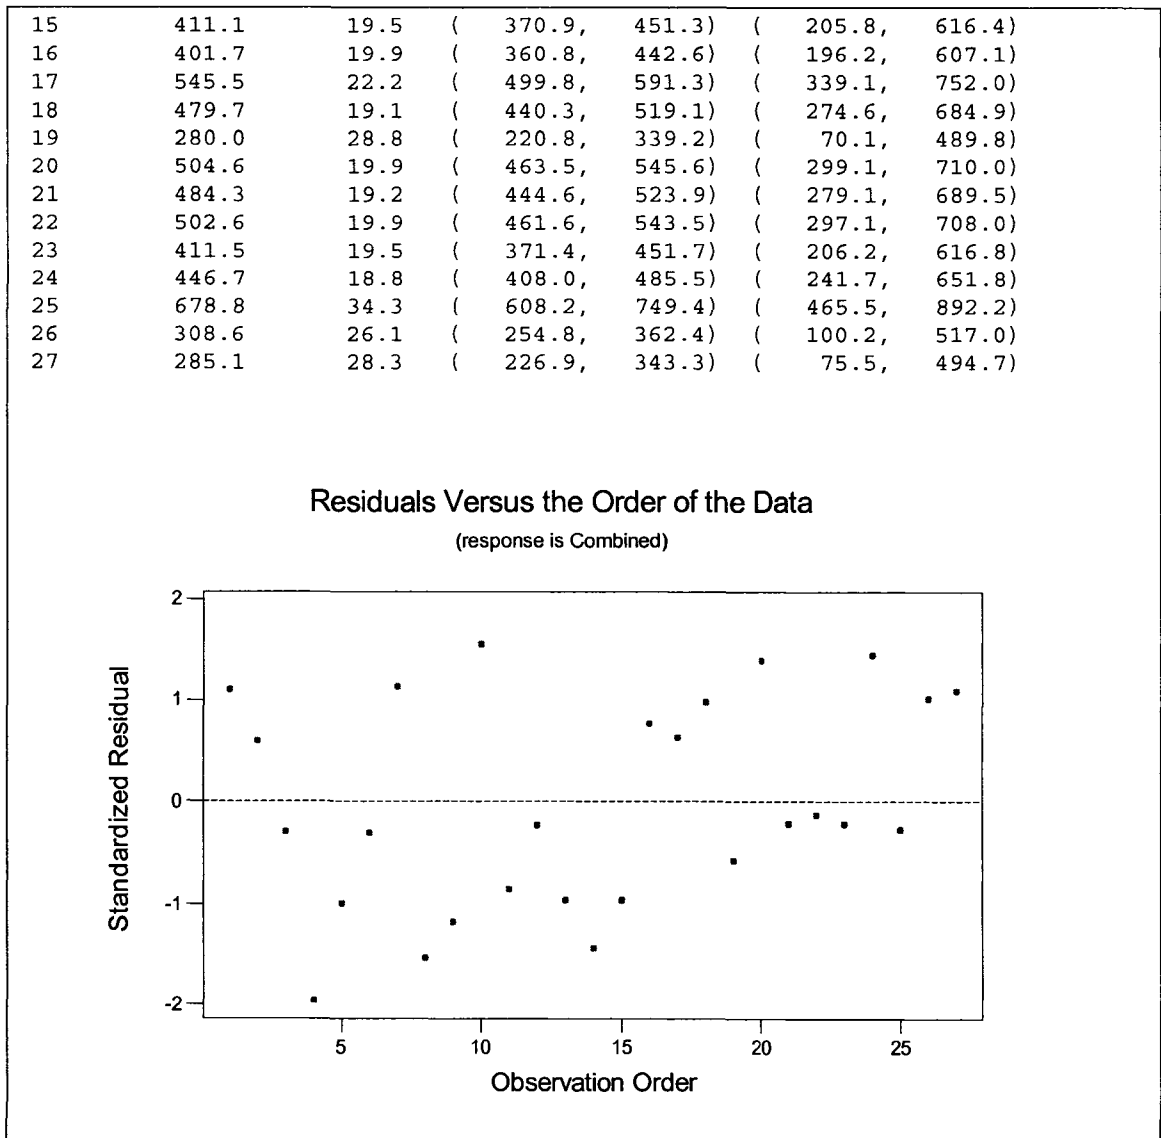 15 411.1 19.5 ( 370.9, 451.3) ( 205.8, 616.4)
16 401.7 19.9 ( 360.8, 442.6) ( 196.2, 607.1)
17 545.5 22.2 ( 499.8, 591.3) ( 339.1, 752.0)
18 479.7 19.1 ( 440.3, 519.1) ( 274.6, 684.9)
19 280.0 28.8 ( 220.8, 339.2) ( 70.1, 489.8)
20 504.6 19.9 ( 463.5, 545.6) ( 299.1, 710.0)
21 484.3 19.2 ( 444.6, 523.9) ( 279.1, 689.5)
22 502.6 19.9 ( 461.6, 543.5) ( 297.1, 708.0)
23 411.5 19.5 ( 371.4, 451.7) ( 206.2, 616.8)
24 446.7 18.8 ( 408.0, 485.5) ( 241.7, 651.8)
25 678.8 34.3 ( 608.2, 749.4) ( 465.5, 892.2)
26 308.6 26.1 ( 254.8, 362.4) ( 100.2, 517.0)
27 285.1 28.3 ( 226.9, 343.3) ( 75.5, 494.7)
Residuals Versus the Order of the Data
(response is Combined)
Standardized Residual
2
1
0
-1
-2
5 10 15 20 25
Observation Order